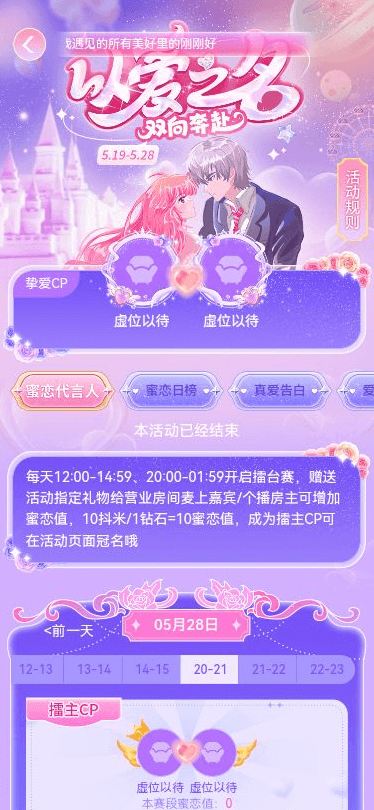 我遇见的所有美好里的刚刚好
以爱之名
双向奔赴
5.19-5.28
活动规则
挚爱CP
虚位以待 虚位以待
蜜恋代言人 蜜恋日榜 真爱告白 爱
本活动已经结束
每天12:00-14:59、20:00-01:59开启擂台赛，赠送
活动指定礼物给营业房间麦上嘉宾/个播房主可增加
蜜恋值，10抖米/1钻石=10蜜恋值，成为擂主CP可
在活动页面冠名哦
<前一天 05月28日
12-13 13-14 14-15 20-21 21-22 22-23
擂主CP
虚位以待 虚位以待
本赛段蜜恋值：0